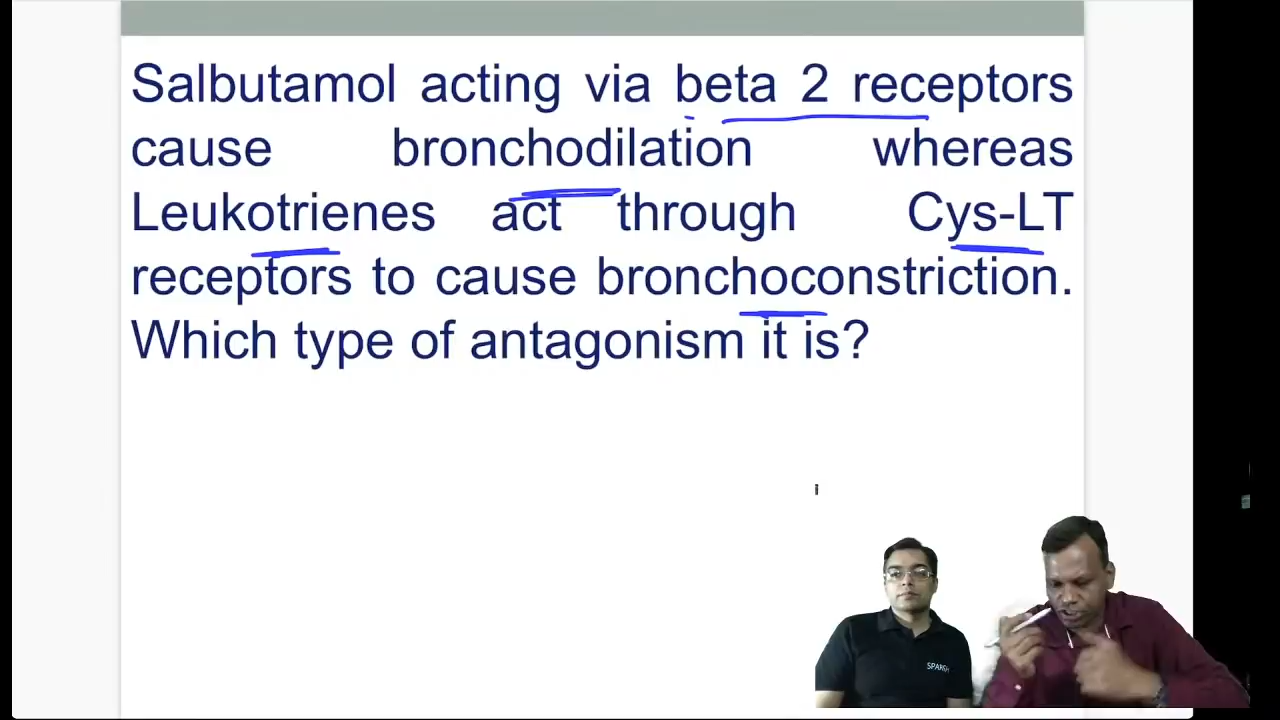 Salbutamol acting via beta 2 receptors
cause bronchodilation whereas
Leukotrienes act through Cys-LT
receptors to cause bronchoconstriction.
Which type of antagonism it is?